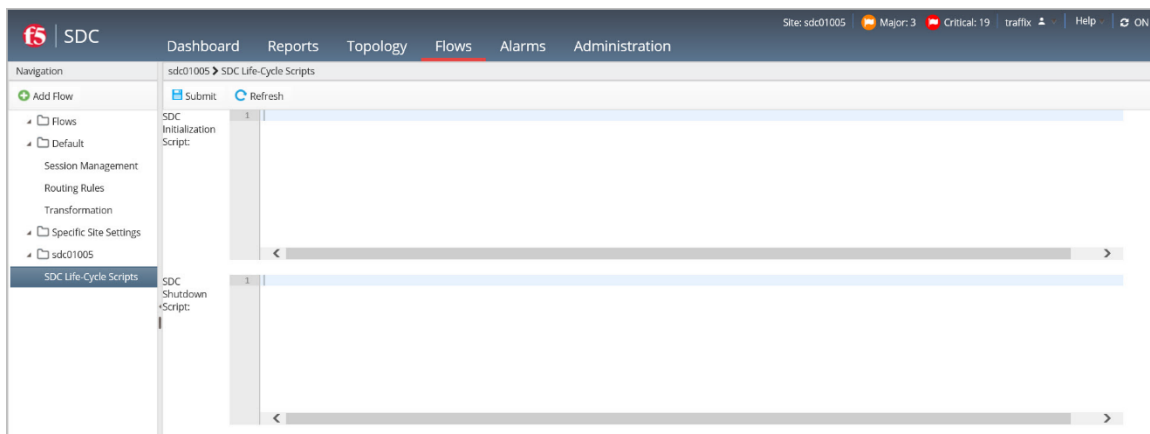 Site: sdc01005 Major: 3 Critical: 19 traffix Help ON
f5 SDC
Dashboard Reports Topology Flows Alarms Administration
Navigation
sdc01005 > SDC Life-Cycle Scripts
Add Flow
Submit Refresh
Flows
Default
Session Management
Routing Rules
Transformation
Specific Site Settings
sdc01005
SDC Life-Cycle Scripts
SDC
Initialization
Script:
1
SDC
Shutdown
Script:
1